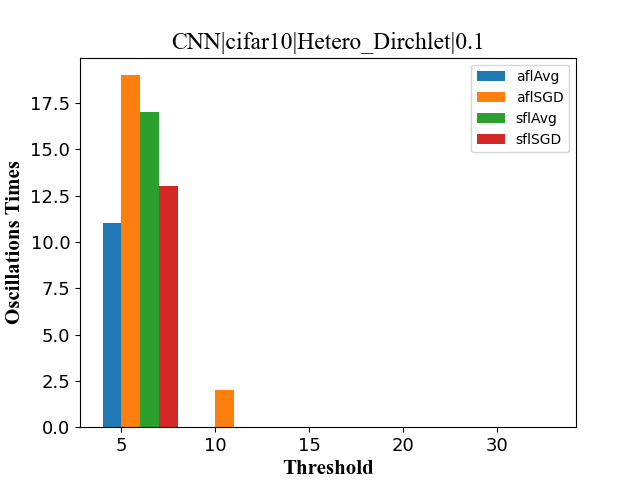 CNN|cifar10|Hetero_Dirchlet|0.1
aflAvg
aflSGD
sflAvg
sflSGD
Oscillations Times
17.5
15.0
12.5
10.0
7.5
5.0
2.5
0.0
5 10 15 20 25 30
Threshold